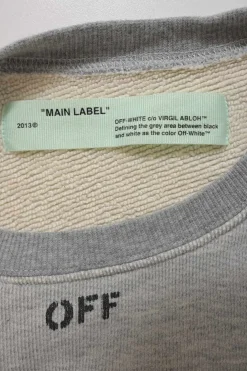 "MAIN LABEL"
2013®
OFF-WHITE c/o VIRGIL ABLOH™
Defining the grey area between black
and white as the color Off-White™
OFF